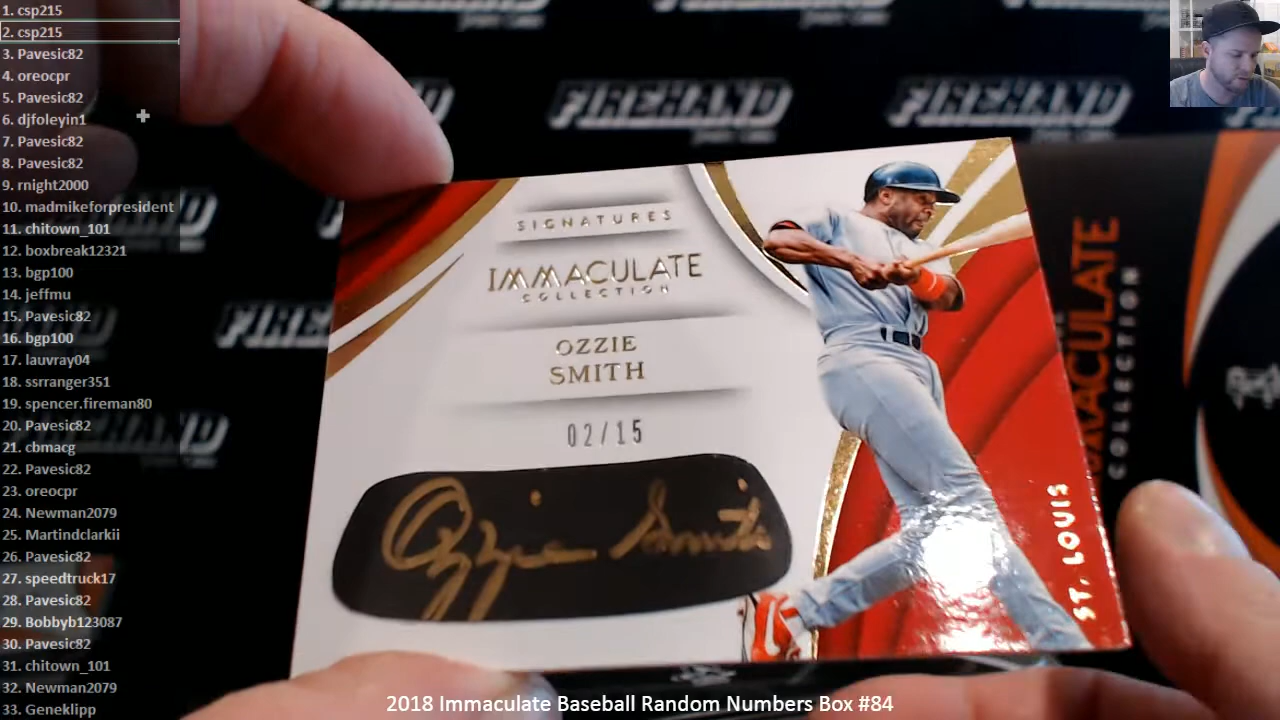 1. csp215
2. csp215
3. Pavesic82
4. oreocpr
5. Pavesic82
6. djfoleyin1
7. Pavesic82
8. Pavesic82
9. rnight2000
10. madmikeforpresident
11. chitown_101
12. boxbreak12321
13. bgp100
14. jeffmu
15. Pavesic82
16. bgp100
17. lauvray04
18. ssrranger351
19. spencer.fireman80
20. Pavesic82
21. cbmacg
22. Pavesic82
23. oreocpr
24. Newman2079
25. Martindclarkii
26. Pavesic82
27. speedtruck17
28. Pavesic82
29. Bobbyb123087
30. Pavesic82
31. chitown_101
32. Newman2079
33. Geneklipp
FIREHAND
FIREHAND
SIGNATURES
IMMACULATE
COLLECTION
OZZIE
SMITH
02/15
Ozzie Smith
ST. LOUIS
IMMACULATE
COLLECTION
2018 Immaculate Baseball Random Numbers Box #84